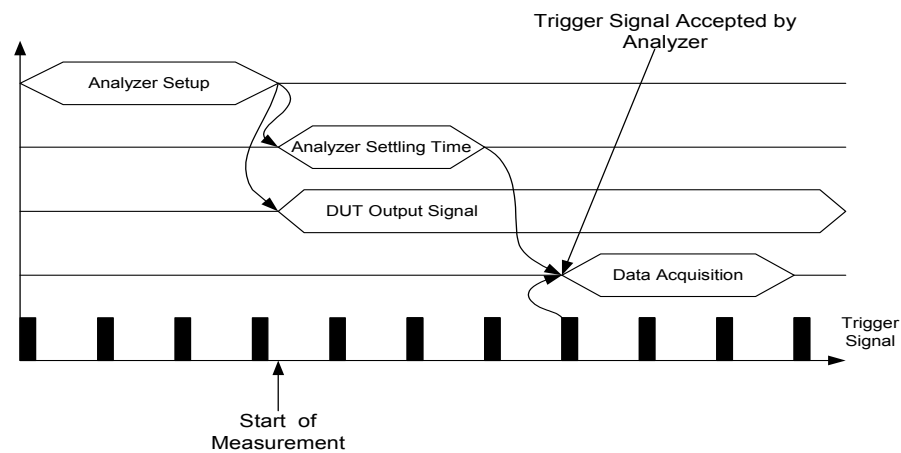 Trigger Signal Accepted by
Analyzer
Analyzer Setup
Analyzer Settling Time
DUT Output Signal
Data Acquisition
Trigger
Signal
Start of
Measurement